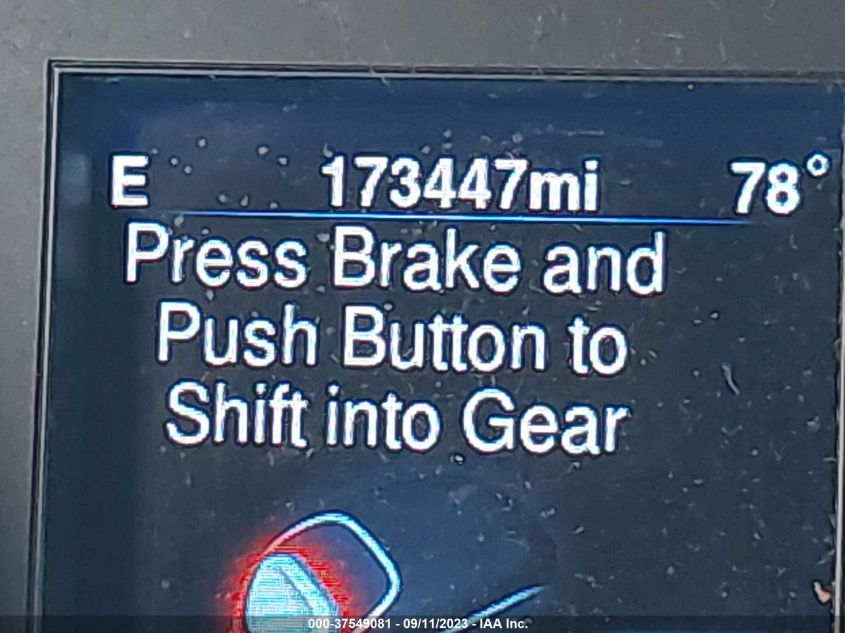 E 173447mi 78°
Press Brake and
Push Button to
Shift into Gear
000-37549081 - 09/11/2023 - IAA Inc.